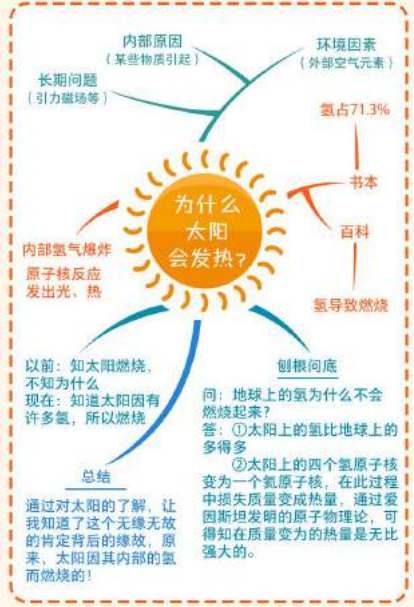 为什么
太阳
会发热?
内部原因
(某些物质引起)
环境因素
(外部空气元素)
长期问题
(引力磁场等)
氢占71.3%
书本
百科
氢导致燃烧
内部氢气爆炸
原子核反应
发出光、热
以前：知太阳燃烧，
不知为什么
现在：知道太阳因有
许多氢，所以燃烧
刨根问底
问：地球上的氢为什么不会
燃烧起来?
答：①太阳上的氢比地球上的
多得多
②太阳上的四个氢原子核
变为一个氦原子核，在此过程
中损失质量变成热量，通过爱
因斯坦发明的原子物理论，可
得知在质量变为的热量是无比
强大的。
总结
通过对太阳的了解，让
我知道了这个无缘无故
的肯定背后的缘故，原
来，太阳因其内部的氢
而燃烧的！